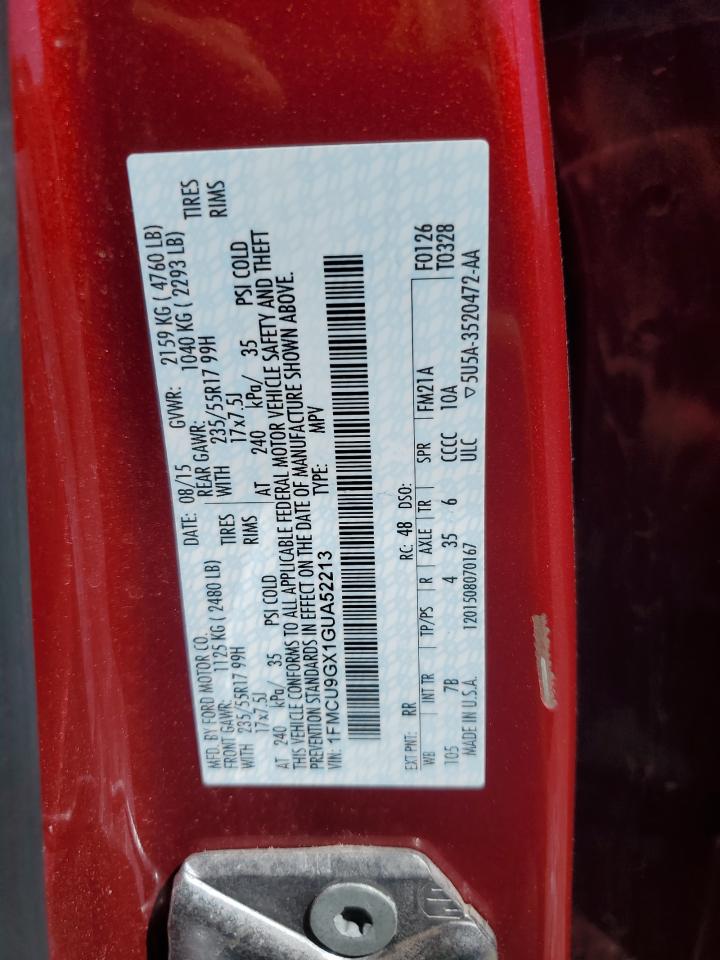 MFD. BY FORD MOTOR CO.
DATE: 08/15 GVWR: 2159 KG ( 4760 LB)
FRONT GAWR: 1125 KG ( 2480 LB)
REAR GAWR: 1040 KG ( 2293 LB)
WITH 235/55R17 99H TIRES
WITH 235/55R17 99H TIRES
17x7.5J RIMS
17x7.5J RIMS
AT 240 kPa/ 35 PSI COLD
AT 240 kPa/ 35 PSI COLD
THIS VEHICLE CONFORMS TO ALL APPLICABLE FEDERAL MOTOR VEHICLE SAFETY AND THEFT
PREVENTION STANDARDS IN EFFECT ON THE DATE OF MANUFACTURE SHOWN ABOVE.
VIN: 1FMCU9GX1GUA52213 TYPE: MPV
EXT PNT: RR RC: 48 DSO: F0126
WB INT TR TP/PS R AXLE TR SPR FM21A T0328
105 7B 4 35 6 CCCC 10A
MADE IN U.S.A. 1201508070167 ULC ▽5U5A-3520472-AA